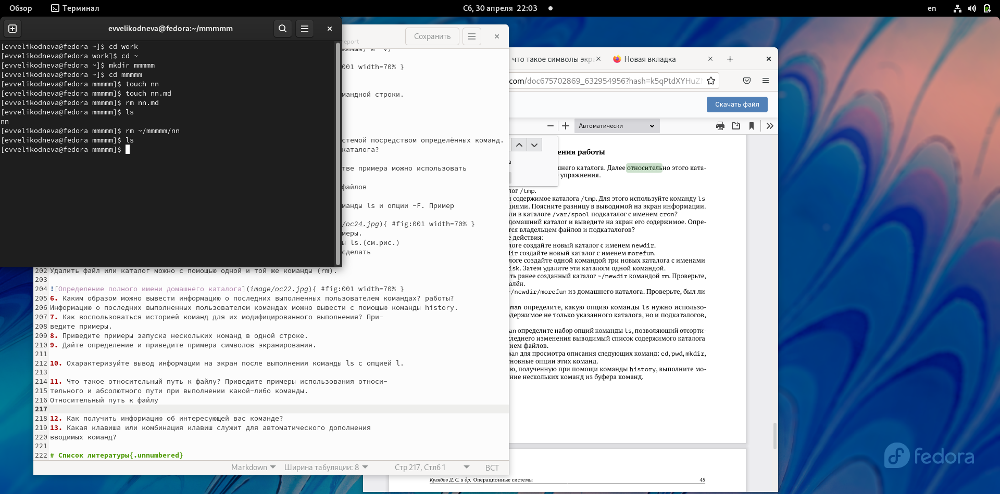 Обзор
Терминал
Сб, 30 апреля 22:03
en
evvelikodneva@fedora:~/mmmmm
[evvelikodneva@fedora ~]$ cd work
[evvelikodneva@fedora work]$ cd ~
[evvelikodneva@fedora ~]$ mkdir mmmmm
[evvelikodneva@fedora ~]$ cd mmmmm
[evvelikodneva@fedora mmmmm]$ touch nn
[evvelikodneva@fedora mmmmm]$ touch nn.md
[evvelikodneva@fedora mmmmm]$ rm nn.md
[evvelikodneva@fedora mmmmm]$ ls
nn
[evvelikodneva@fedora mmmmm]$ rm ~/mmmmm/nn
[evvelikodneva@fedora mmmmm]$ ls
[evvelikodneva@fedora mmmmm]$
report
Сохранить
001 width=70% }
мандной строки.
стемой посредством определённых команд.
каталога?
тве примера можно использовать
файлов
манды ls и опции -F. Пример
/oc24.jpg){ #fig:001 width=70% }
меры.
ы ls.(см.рис.)
сделать
202 Удалить файл или каталог можно с помощью одной и той же команды (rm).
203
204 ![Определение полного имени домашнего каталога](image/oc22.jpg){ #fig:001 width=70% }
205 6. Каким образом можно вывести информацию о последних выполненных пользователем командах? работы?
206 Информацию о последних выполненных пользователем командах можно вывести с помощью команды history.
207 7. Как воспользоваться историей команд для их модифицированного выполнения? При-
208 ведите примеры.
209 8. Приведите примеры запуска нескольких команд в одной строке.
210 9. Дайте определение и приведите примера символов экранирования.
211
212 10. Охарактеризуйте вывод информации на экран после выполнения команды ls с опцией l.
213
214 11. Что такое относительный путь к файлу? Приведите примеры использования относи-
215 тельного и абсолютного пути при выполнении какой-либо команды.
216 Относительный путь к файлу
217
218 12. Как получить информацию об интересующей вас команде?
219 13. Какая клавиша или комбинация клавиш служит для автоматического дополнения
220 вводимых команд?
221
222 # Список литературы{.unnumbered}
Markdown
Ширина табуляции: 8
Стр 217, Стлб 1
ВСТ
что такое символы экра
Новая вкладка
com/doc675702869_632954956?hash=k5qPtdXYHuZ
Скачать файл
Автоматически
ения работы
шнего каталога. Далее относительно этого ката-
е упражнения.
лог /tmp.
н содержимое каталога /tmp. Для этого используйте команду ls
циями. Поясните разницу в выводимой на экран информации.
ли в каталоге /var/spool подкаталог с именем cron?
домашний каталог и выведите на экран его содержимое. Опре-
тся владельцем файлов и подкаталогов?
е действия:
логе создайте новый каталог с именем newdir.
dir создайте новый каталог с именем morefun.
логе создайте одной командой три новых каталога с именами
isk. Затем удалите эти каталоги одной командой.
ть ранее созданный каталог ~/newdir командой rm. Проверьте,
алён.
~/newdir/morefun из домашнего каталога. Проверьте, был ли
man определите, какую опцию команды ls нужно использо-
одержимое не только указанного каталога, но и подкаталогов,
an определите набор опций команды ls, позволяющий отсорти-
следнего изменения выводимый список содержимого каталога
ием файлов.
man для просмотра описания следующих команд: cd, pwd, mkdir,
сновные опции этих команд.
ю, полученную при помощи команды history, выполните мо-
ение нескольких команд из буфера команд.
Кулябов Д. С. и др. Операционные системы
45
fedora